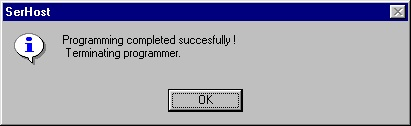 SerHost
Programming completed succesfully !
Terminating programmer.
OK